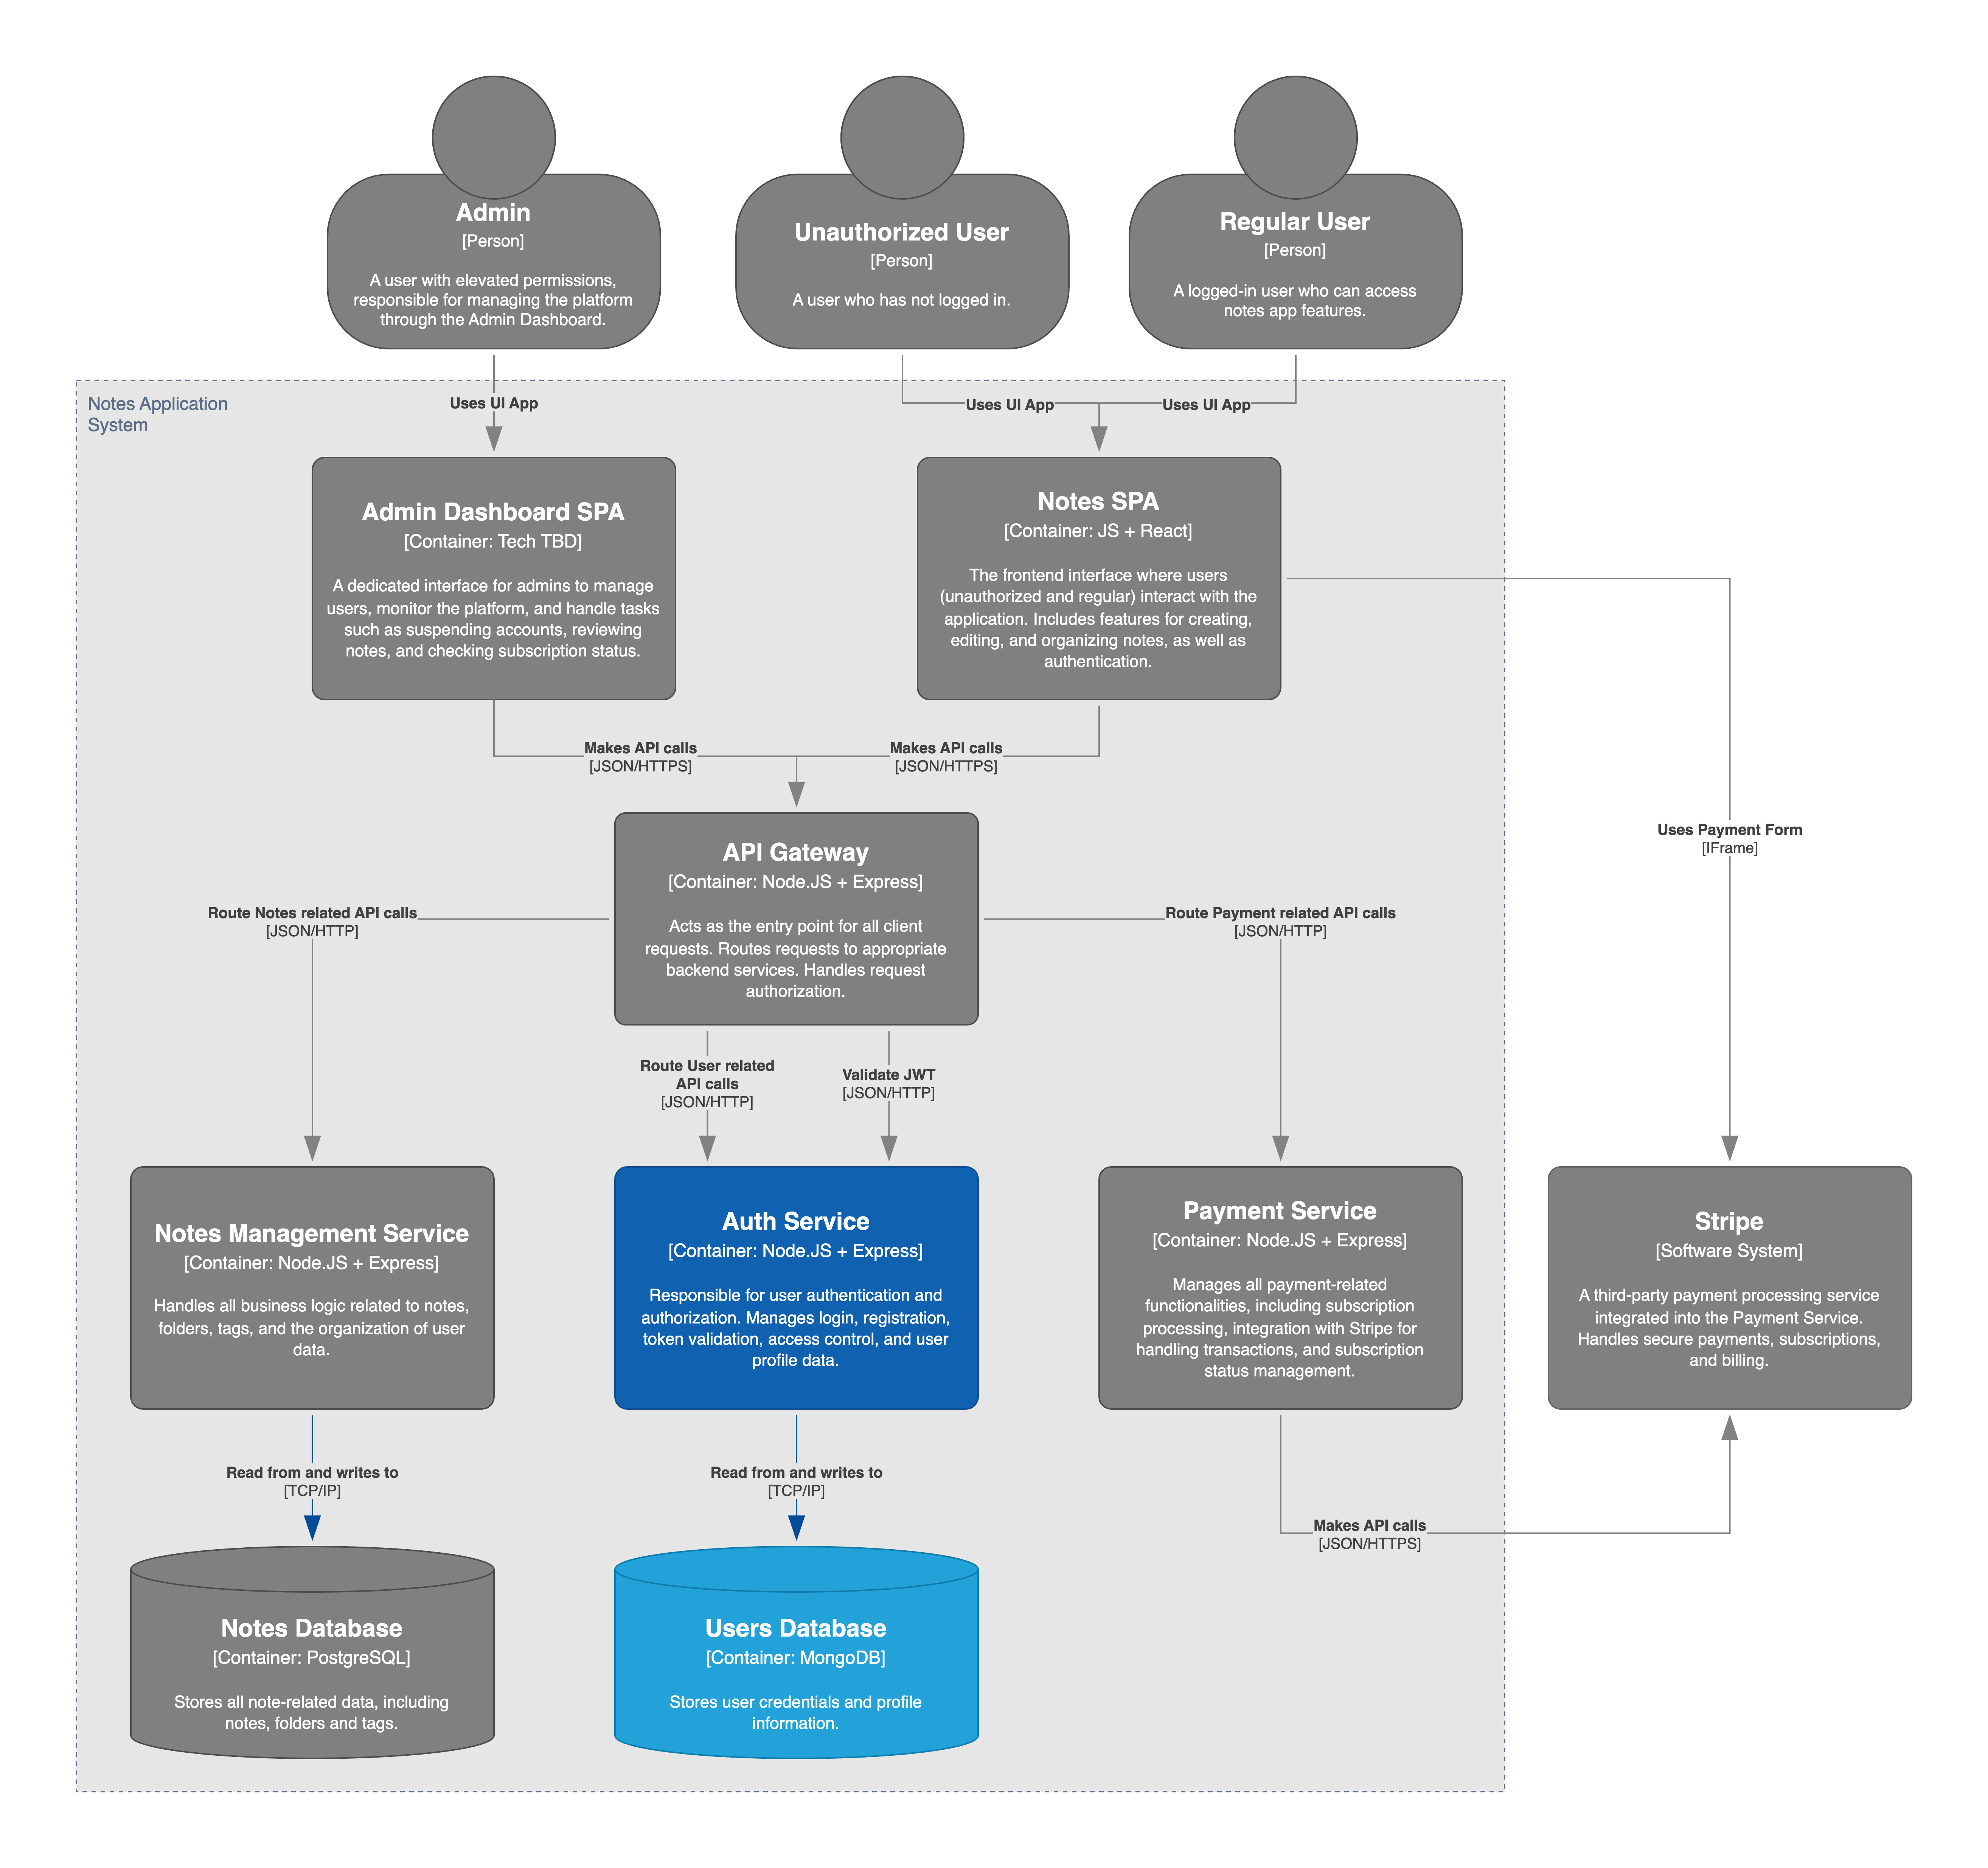 Admin
[Person]
A user with elevated permissions,
responsible for managing the platform
through the Admin Dashboard.
Unauthorized User
[Person]
A user who has not logged in.
Regular User
[Person]
A logged-in user who can access
notes app features.
Notes Application
System
Uses UI App
Uses UI App
Uses UI App
Admin Dashboard SPA
[Container: Tech TBD]
A dedicated interface for admins to manage
users, monitor the platform, and handle tasks
such as suspending accounts, reviewing
notes, and checking subscription status.
Notes SPA
[Container: JS + React]
The frontend interface where users
(unauthorized and regular) interact with the
application. Includes features for creating,
editing, and organizing notes, as well as
authentication.
Makes API calls
[JSON/HTTPS]
Makes API calls
[JSON/HTTPS]
Uses Payment Form
[IFrame]
API Gateway
[Container: Node.JS + Express]
Acts as the entry point for all client
requests. Routes requests to appropriate
backend services. Handles request
authorization.
Route Notes related API calls
[JSON/HTTP]
Route Payment related API calls
[JSON/HTTP]
Route User related
API calls
[JSON/HTTP]
Validate JWT
[JSON/HTTP]
Notes Management Service
[Container: Node.JS + Express]
Handles all business logic related to notes,
folders, tags, and the organization of user
data.
Auth Service
[Container: Node.JS + Express]
Responsible for user authentication and
authorization. Manages login, registration,
token validation, access control, and user
profile data.
Payment Service
[Container: Node.JS + Express]
Manages all payment-related
functionalities, including subscription
processing, integration with Stripe for
handling transactions, and subscription
status management.
Stripe
[Software System]
A third-party payment processing service
integrated into the Payment Service.
Handles secure payments, subscriptions,
and billing.
Read from and writes to
[TCP/IP]
Read from and writes to
[TCP/IP]
Makes API calls
[JSON/HTTPS]
Notes Database
[Container: PostgreSQL]
Stores all note-related data, including
notes, folders and tags.
Users Database
[Container: MongoDB]
Stores user credentials and profile
information.